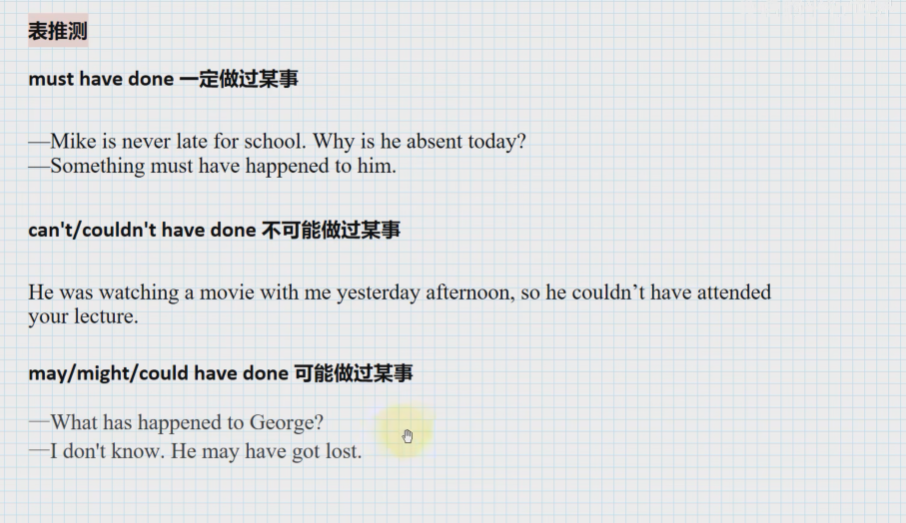 表推测
must have done 一定做过某事
—Mike is never late for school. Why is he absent today?
—Something must have happened to him.
can't/couldn't have done 不可能做过某事
He was watching a movie with me yesterday afternoon, so he couldn’t have attended
your lecture.
may/might/could have done 可能做过某事
—What has happened to George?
—I don't know. He may have got lost.